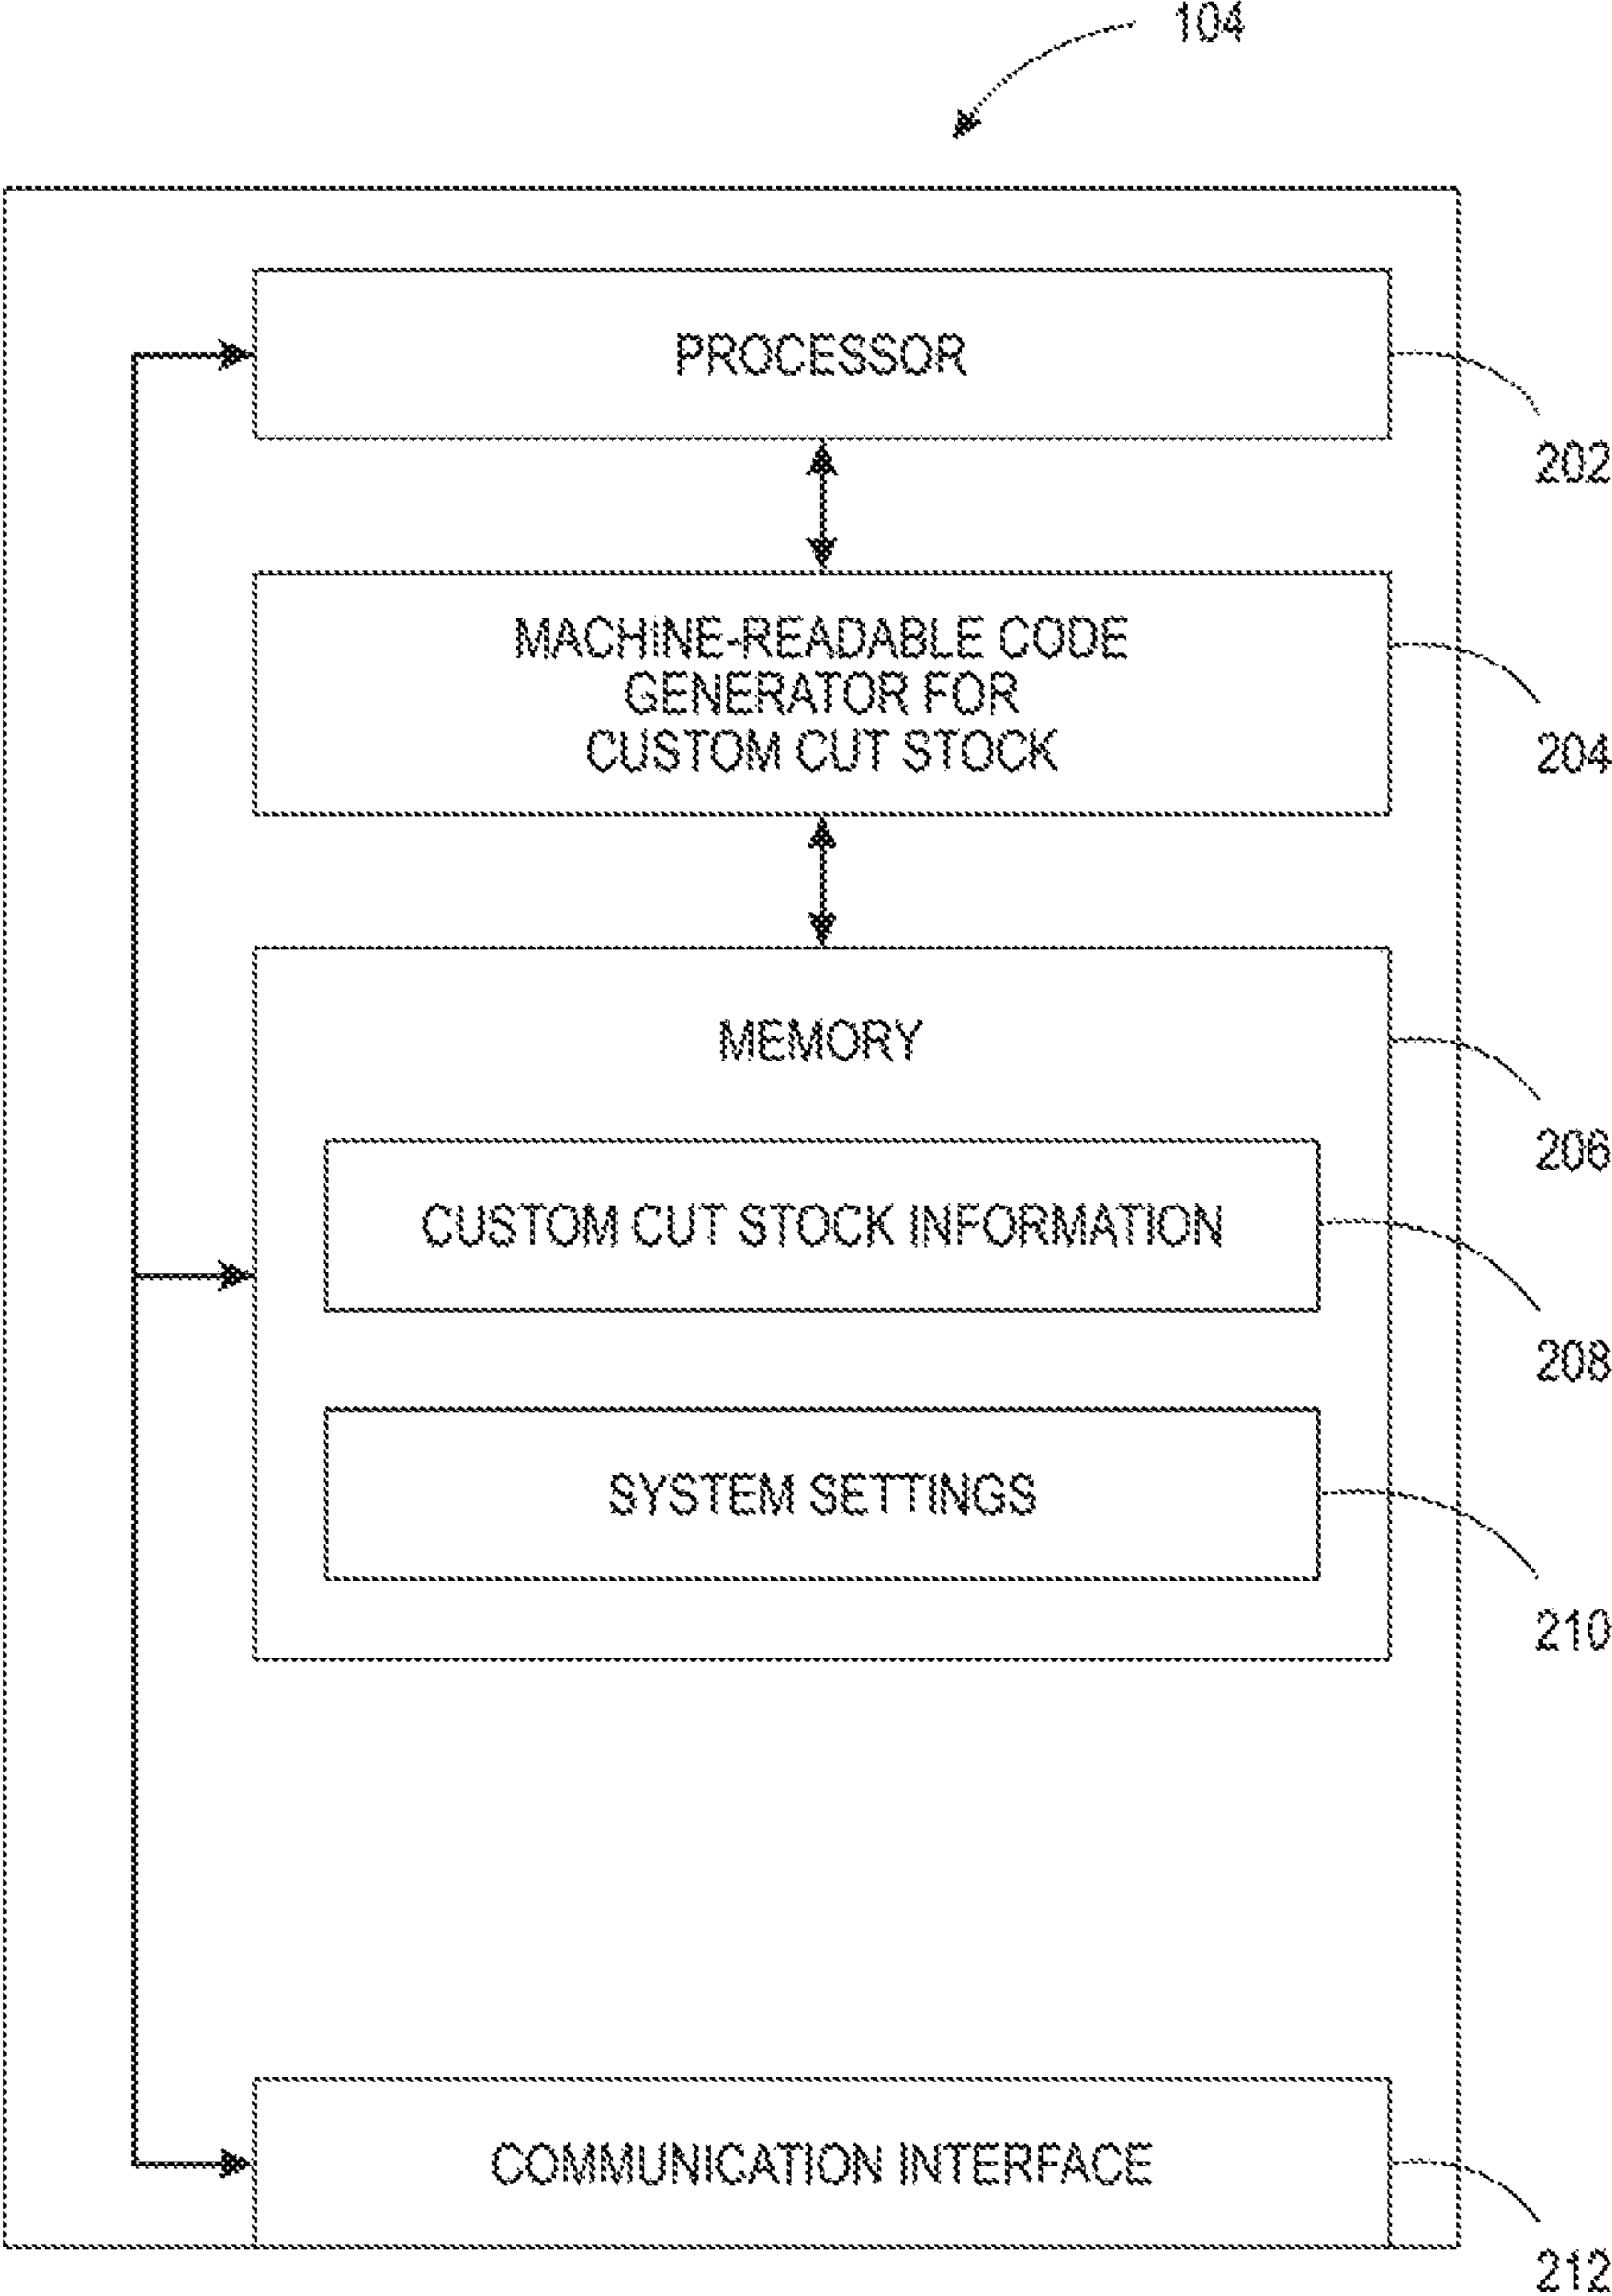 104
PROCESSOR
202
MACHINE-READABLE CODE
GENERATOR FOR
CUSTOM CUT STOCK
204
MEMORY
206
CUSTOM CUT STOCK INFORMATION
208
SYSTEM SETTINGS
210
COMMUNICATION INTERFACE
212